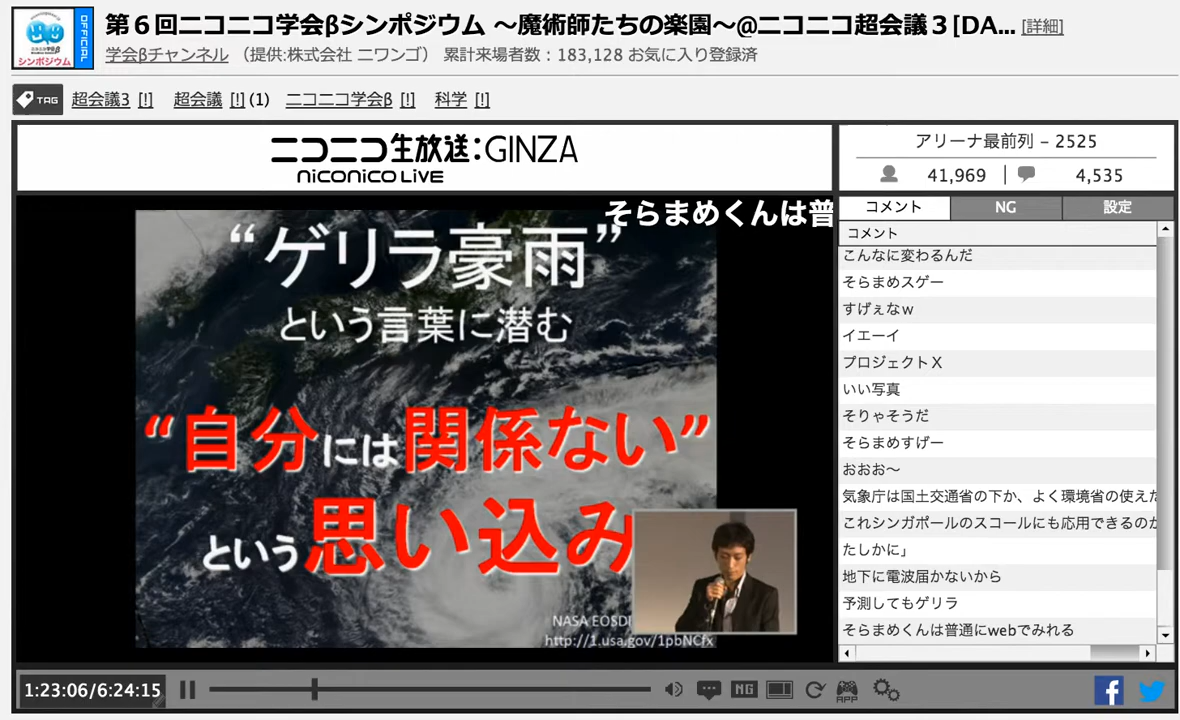 シンポジウム
OFFICIAL
第6回ニコニコ学会βシンポジウム 〜魔術師たちの楽園〜@ニコニコ超会議3[DA... [詳細]
学会βチャンネル (提供:株式会社 ニワンゴ) 累計来場者数:183,128 お気に入り登録済
TAG 超会議3 [!] 超会議 [!](1) ニコニコ学会β [!] 科学 [!]
ニコニコ生放送:GINZA
niconico Live
アリーナ最前列 − 2525
41,969 | 4,535
コメント NG 設定
コメント
こんなに変わるんだ
そらまめスゲー
すげぇなw
イエーイ
プロジェクトX
いい写真
そりゃそうだ
そらまめすげー
おおお〜
気象庁は国土交通省の下か、よく環境省の使えた
これシンガポールのスコールにも応用できるのか
たしかに」
地下に電波届かないから
予測してもゲリラ
そらまめくんは普通にwebでみれる
そらまめくんは普
“ゲリラ豪雨”
という言葉に潜む
“自分には関係ない”
という思い込み
NASA EOSDI
http://1.usa.gov/1pbNCfx
1:23:06/6:24:15
NG
APP